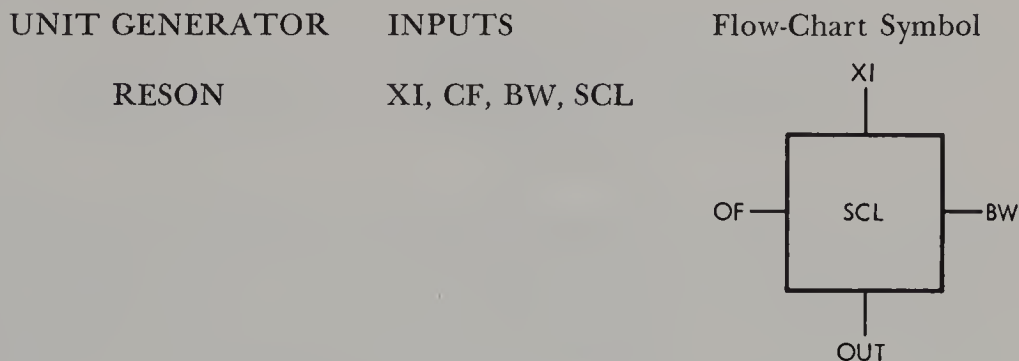 UNIT GENERATOR INPUTS Flow-Chart Symbol
XI
RESON XI, CF, BW, SCL
OF SCL BW
OUT